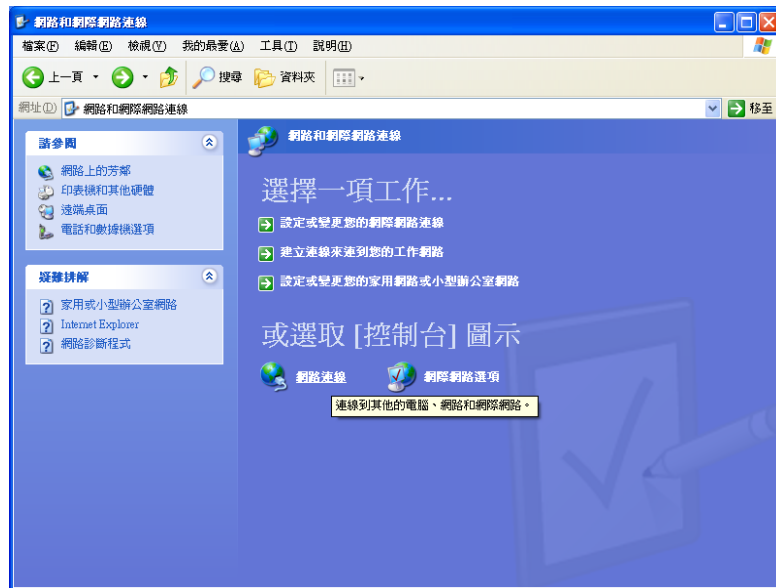 網路和網際網路連線
檔案(F) 編輯(E) 檢視(V) 我的最愛(A) 工具(I) 說明(H)
上一頁 搜尋 資料夾
網址(D) 網路和網際網路連線 移至
請參閱
網路上的芳鄰
印表機和其他硬體
遠端桌面
電話和數據機選項
疑難排解
家用或小型辦公室網路
Internet Explorer
網路診斷程式
網路和網際網路連線
選擇一項工作...
設定或變更您的網際網路連線
建立連線來連到您的工作網路
設定或變更您的家用網路或小型辦公室網路
或選取 [控制台] 圖示
網路連線 網際網路選項
連線到其他的電腦、網路和網際網路。